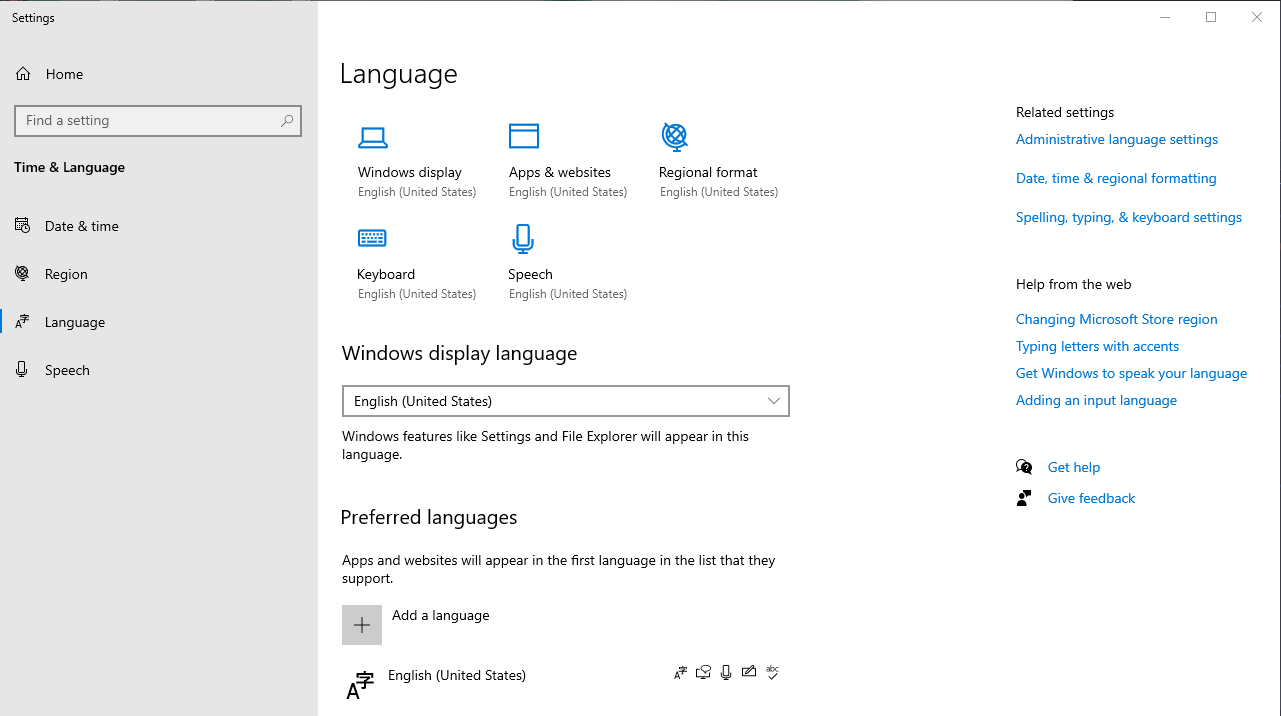 Settings
Home
Find a setting
Time & Language
Date & time
Region
Language
Speech
Language
Windows display
English (United States)
Apps & websites
English (United States)
Regional format
English (United States)
Keyboard
English (United States)
Speech
English (United States)
Windows display language
English (United States)
Windows features like Settings and File Explorer will appear in this
language.
Preferred languages
Apps and websites will appear in the first language in the list that they
support.
Add a language
A字 English (United States)
abc
Related settings
Administrative language settings
Date, time & regional formatting
Spelling, typing, & keyboard settings
Help from the web
Changing Microsoft Store region
Typing letters with accents
Get Windows to speak your language
Adding an input language
Get help
Give feedback